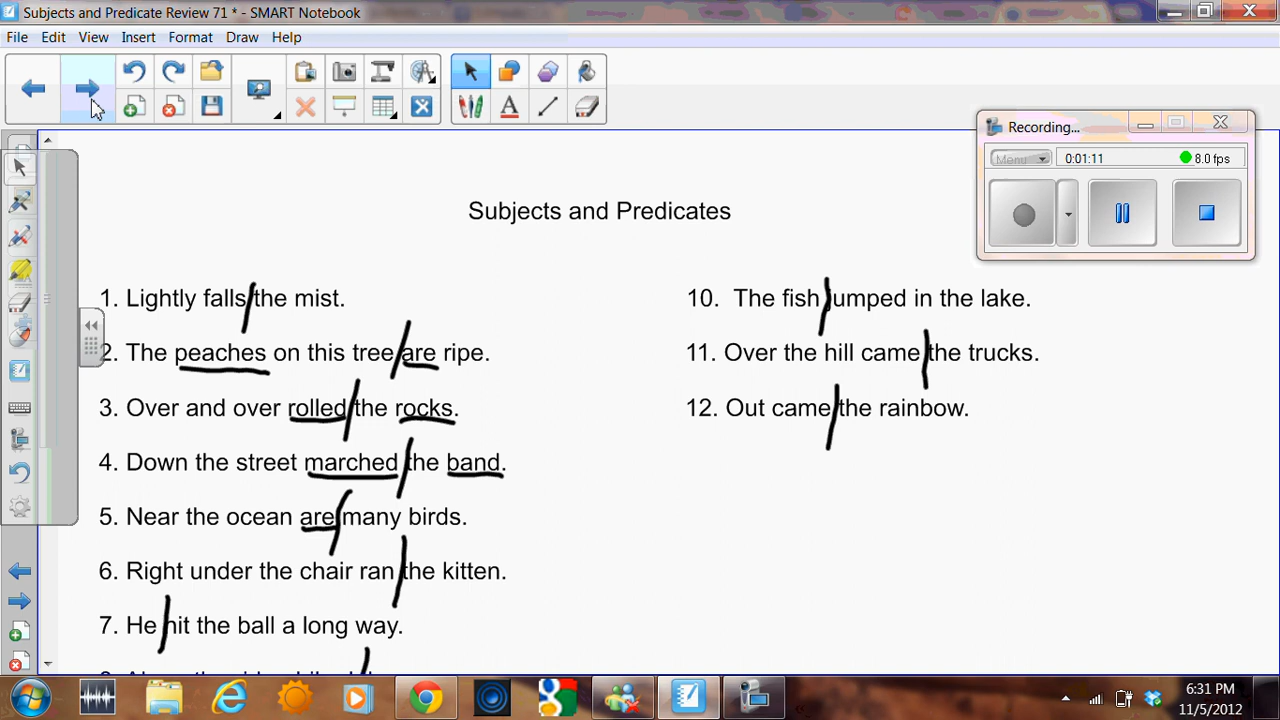 Subjects and Predicate Review 71 * - SMART Notebook
File Edit View Insert Format Draw Help
Recording...
Menu 0:01:11 8.0 fps
Subjects and Predicates
1. Lightly falls the mist.
2. The peaches on this tree are ripe.
3. Over and over rolled the rocks.
4. Down the street marched the band.
5. Near the ocean are many birds.
6. Right under the chair ran the kitten.
7. He hit the ball a long way.
10. The fish jumped in the lake.
11. Over the hill came the trucks.
12. Out came the rainbow.
6:31 PM
11/5/2012